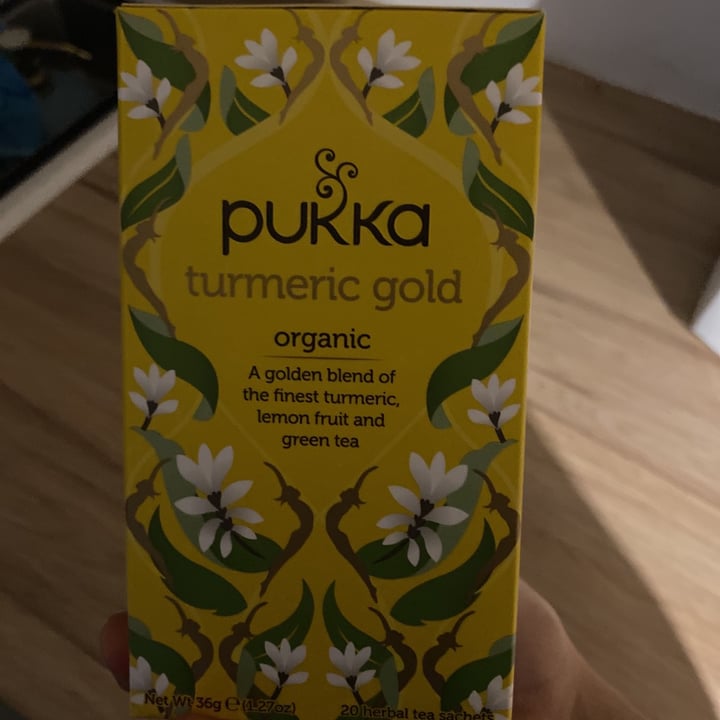 pukka
turmeric gold
organic
A golden blend of
the finest turmeric,
lemon fruit and
green tea
Net Wt 36g ℮ (1.27oz)
20 herbal tea sachets